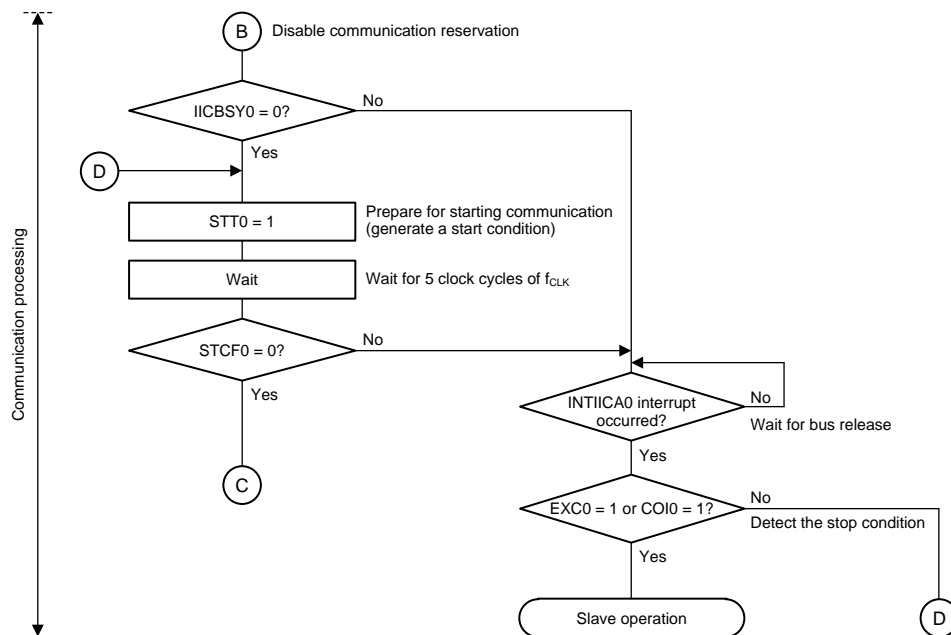 B
Disable communication reservation
IICBSY0 = 0?
No
Yes
D
STT0 = 1
Prepare for starting communication
(generate a start condition)
Wait
Wait for 5 clock cycles of fCLK
STCF0 = 0?
No
Yes
C
INTIICA0 interrupt
occurred?
No
Wait for bus release
Yes
EXC0 = 1 or COI0 = 1?
No
Detect the stop condition
Yes
Slave operation
D
Communication processing